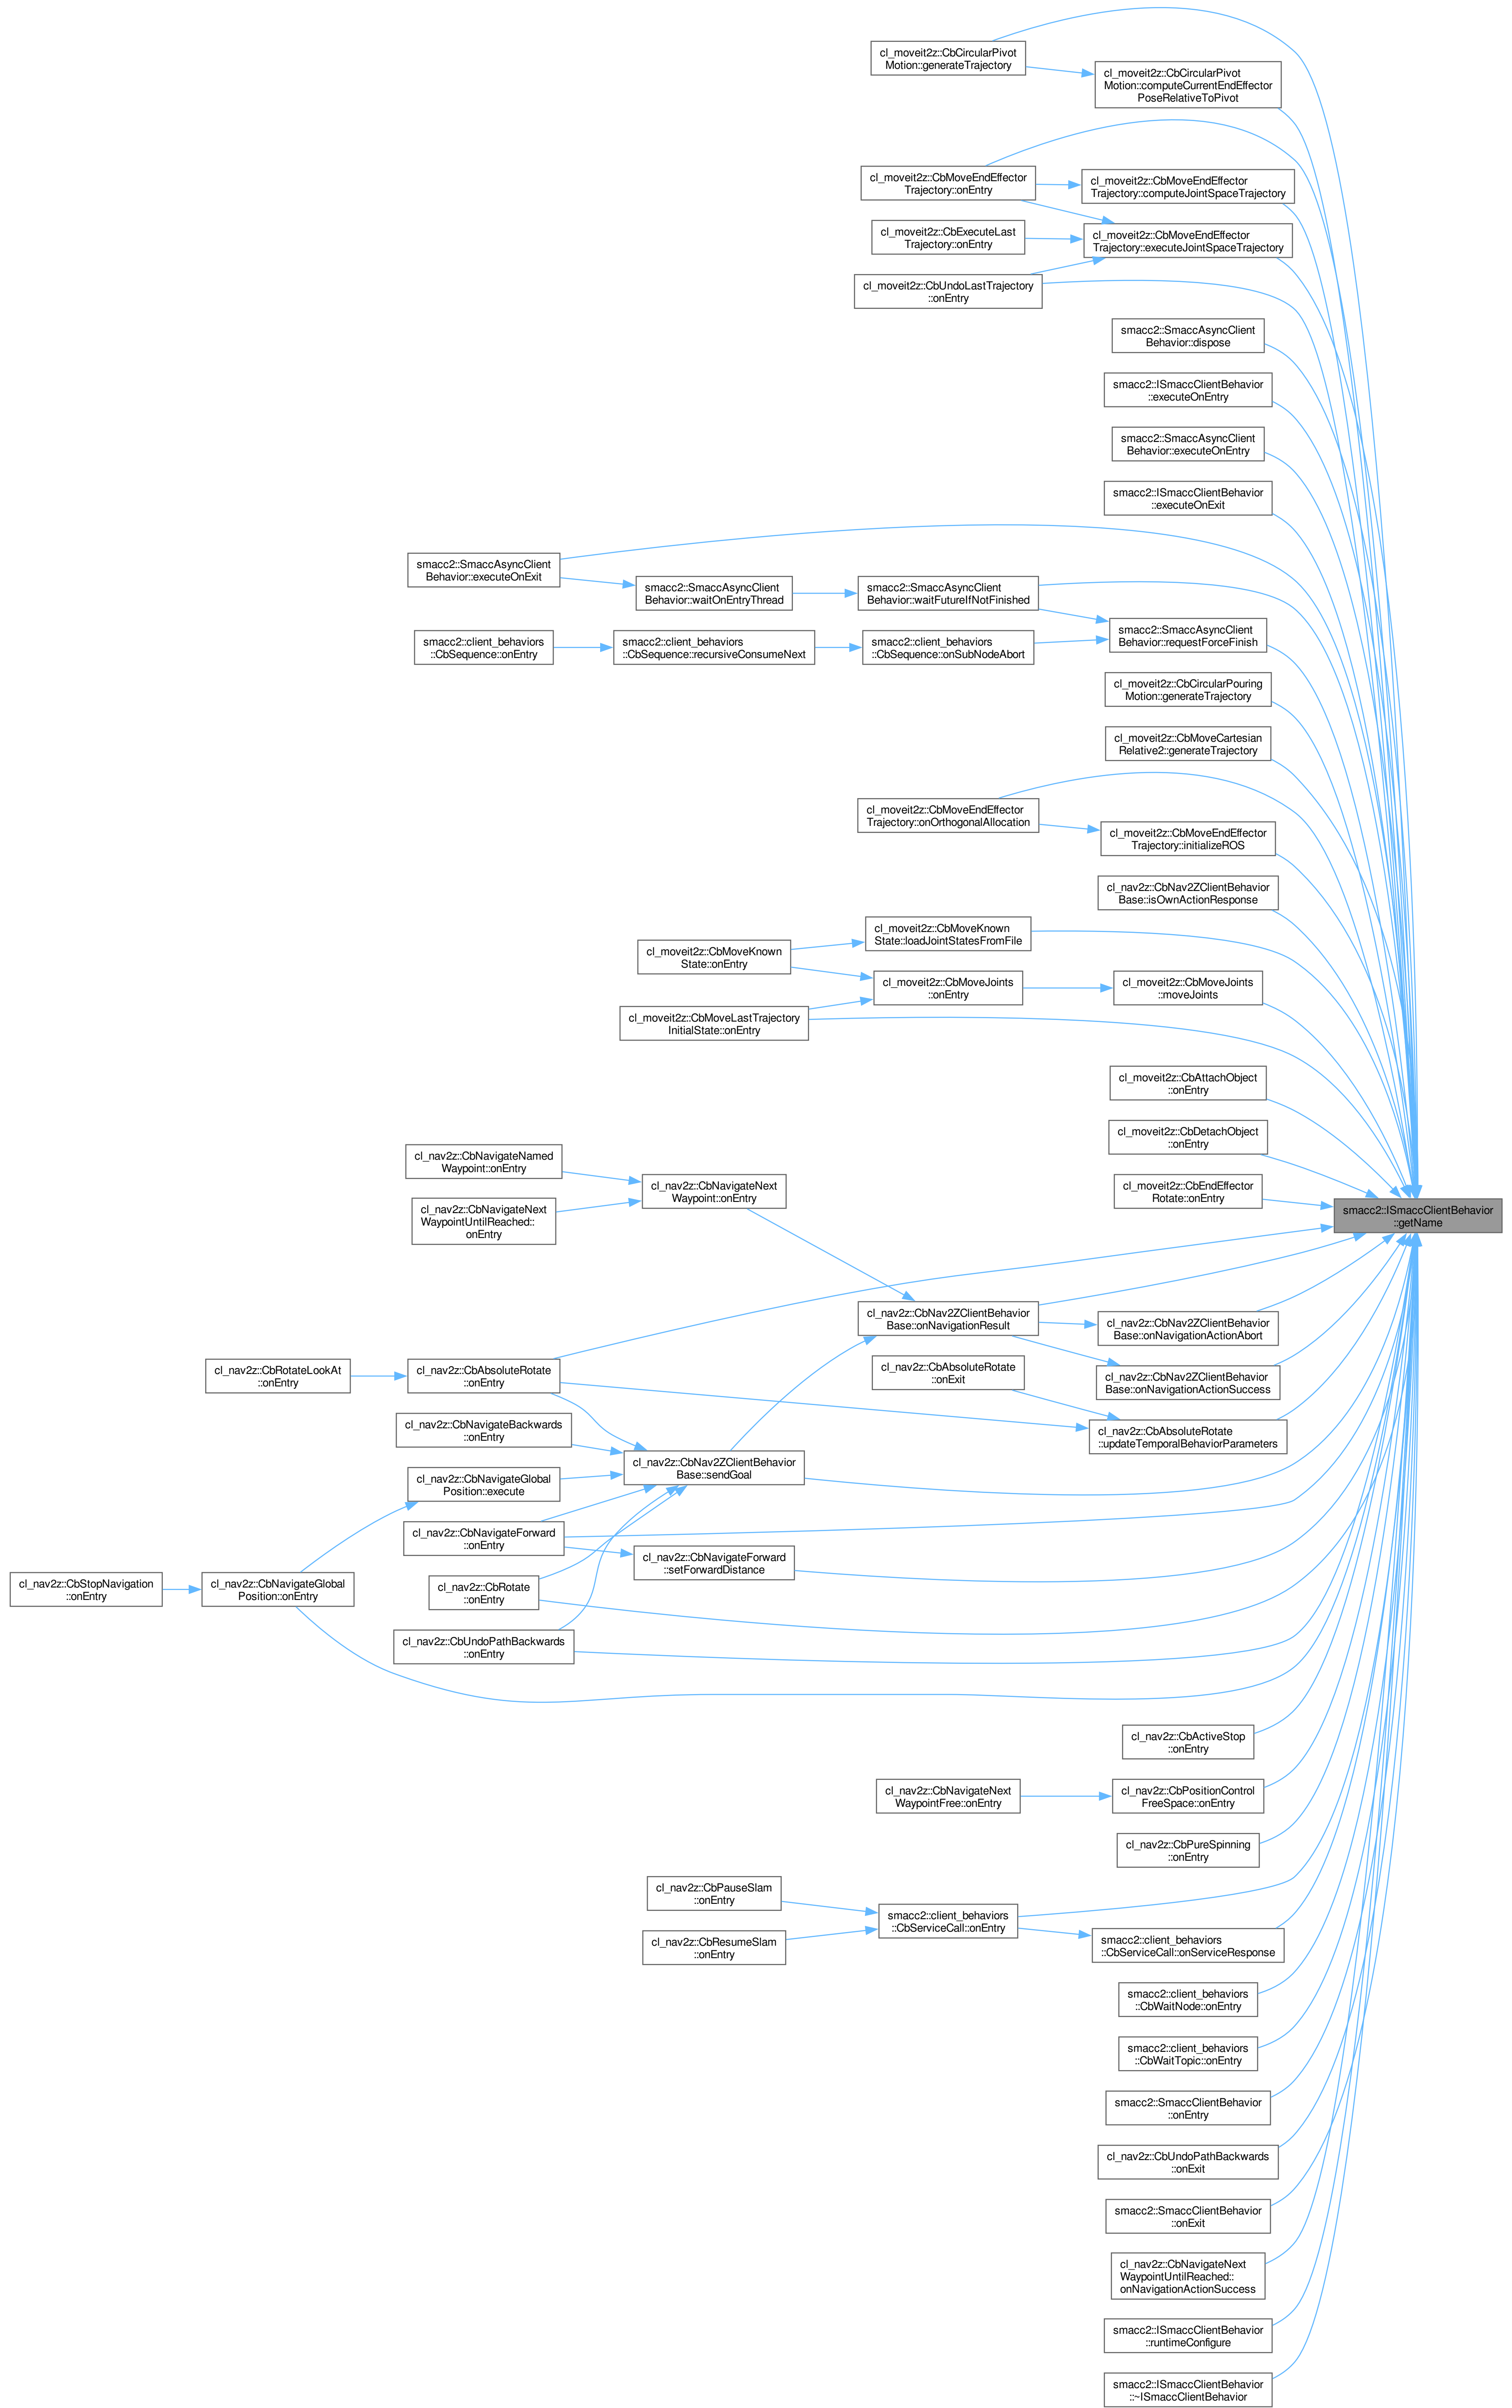 cl_moveit2z::CbCircularPivot
Motion::generateTrajectory
cl_moveit2z::CbCircularPivot
Motion::computeCurrentEndEffector
PoseRelativeToPivot
cl_moveit2z::CbMoveEndEffector
Trajectory::onEntry
cl_moveit2z::CbMoveEndEffector
Trajectory::computeJointSpaceTrajectory
cl_moveit2z::CbExecuteLast
Trajectory::onEntry
cl_moveit2z::CbMoveEndEffector
Trajectory::executeJointSpaceTrajectory
cl_moveit2z::CbUndoLastTrajectory
::onEntry
smacc2::SmaccAsyncClient
Behavior::dispose
smacc2::ISmaccClientBehavior
::executeOnEntry
smacc2::SmaccAsyncClient
Behavior::executeOnEntry
smacc2::ISmaccClientBehavior
::executeOnExit
smacc2::SmaccAsyncClient
Behavior::executeOnExit
smacc2::SmaccAsyncClient
Behavior::waitOnEntryThread
smacc2::SmaccAsyncClient
Behavior::waitFutureIfNotFinished
smacc2::client_behaviors
::CbSequence::onEntry
smacc2::client_behaviors
::CbSequence::recursiveConsumeNext
smacc2::client_behaviors
::CbSequence::onSubNodeAbort
smacc2::SmaccAsyncClient
Behavior::requestForceFinish
cl_moveit2z::CbCircularPouring
Motion::generateTrajectory
cl_moveit2z::CbMoveCartesian
Relative2::generateTrajectory
cl_moveit2z::CbMoveEndEffector
Trajectory::onOrthogonalAllocation
cl_moveit2z::CbMoveEndEffector
Trajectory::initializeROS
cl_nav2z::CbNav2ZClientBehavior
Base::isOwnActionResponse
cl_moveit2z::CbMoveKnown
State::loadJointStatesFromFile
cl_moveit2z::CbMoveKnown
State::onEntry
cl_moveit2z::CbMoveJoints
::onEntry
cl_moveit2z::CbMoveJoints
::moveJoints
cl_moveit2z::CbMoveLastTrajectory
InitialState::onEntry
cl_moveit2z::CbAttachObject
::onEntry
cl_moveit2z::CbDetachObject
::onEntry
cl_moveit2z::CbEndEffector
Rotate::onEntry
smacc2::ISmaccClientBehavior
::getName
cl_nav2z::CbNavigateNamed
Waypoint::onEntry
cl_nav2z::CbNavigateNext
Waypoint::onEntry
cl_nav2z::CbNavigateNext
WaypointUntilReached::
onEntry
cl_nav2z::CbNav2ZClientBehavior
Base::onNavigationResult
cl_nav2z::CbNav2ZClientBehavior
Base::onNavigationActionAbort
cl_nav2z::CbAbsoluteRotate
::onExit
cl_nav2z::CbNav2ZClientBehavior
Base::onNavigationActionSuccess
cl_nav2z::CbRotateLookAt
::onEntry
cl_nav2z::CbAbsoluteRotate
::onEntry
cl_nav2z::CbNavigateBackwards
::onEntry
cl_nav2z::CbAbsoluteRotate
::updateTemporalBehaviorParameters
cl_nav2z::CbNav2ZClientBehavior
Base::sendGoal
cl_nav2z::CbNavigateGlobal
Position::execute
cl_nav2z::CbNavigateForward
::onEntry
cl_nav2z::CbNavigateForward
::setForwardDistance
cl_nav2z::CbStopNavigation
::onEntry
cl_nav2z::CbNavigateGlobal
Position::onEntry
cl_nav2z::CbRotate
::onEntry
cl_nav2z::CbUndoPathBackwards
::onEntry
cl_nav2z::CbActiveStop
::onEntry
cl_nav2z::CbNavigateNext
WaypointFree::onEntry
cl_nav2z::CbPositionControl
FreeSpace::onEntry
cl_nav2z::CbPureSpinning
::onEntry
cl_nav2z::CbPauseSlam
::onEntry
cl_nav2z::CbResumeSlam
::onEntry
smacc2::client_behaviors
::CbServiceCall::onEntry
smacc2::client_behaviors
::CbServiceCall::onServiceResponse
smacc2::client_behaviors
::CbWaitNode::onEntry
smacc2::client_behaviors
::CbWaitTopic::onEntry
smacc2::SmaccClientBehavior
::onEntry
cl_nav2z::CbUndoPathBackwards
::onExit
smacc2::SmaccClientBehavior
::onExit
cl_nav2z::CbNavigateNext
WaypointUntilReached::
onNavigationActionSuccess
smacc2::ISmaccClientBehavior
::runtimeConfigure
smacc2::ISmaccClientBehavior
::~ISmaccClientBehavior